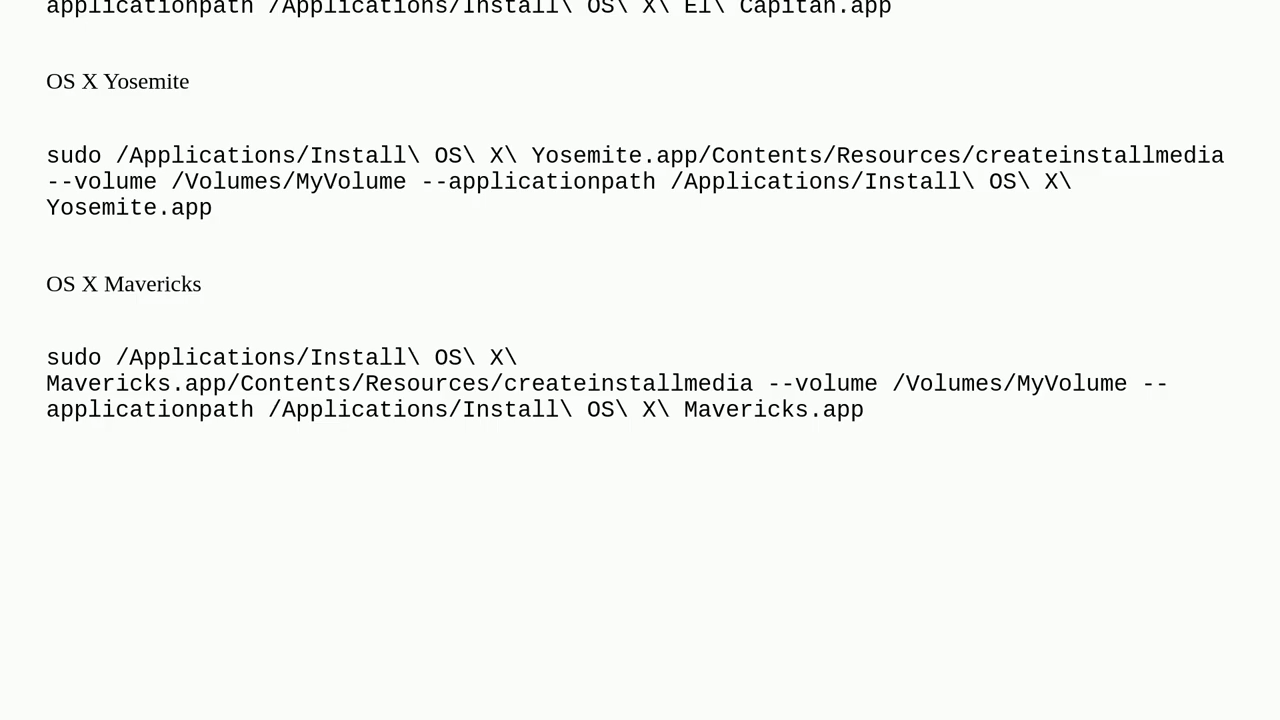 applicationpath /Applications/Install\ OS\ X\ El\ Capitan.app
OS X Yosemite
sudo /Applications/Install\ OS\ X\ Yosemite.app/Contents/Resources/createinstallmedia
--volume /Volumes/MyVolume --applicationpath /Applications/Install\ OS\ X\
Yosemite.app
OS X Mavericks
sudo /Applications/Install\ OS\ X\
Mavericks.app/Contents/Resources/createinstallmedia --volume /Volumes/MyVolume --
applicationpath /Applications/Install\ OS\ X\ Mavericks.app